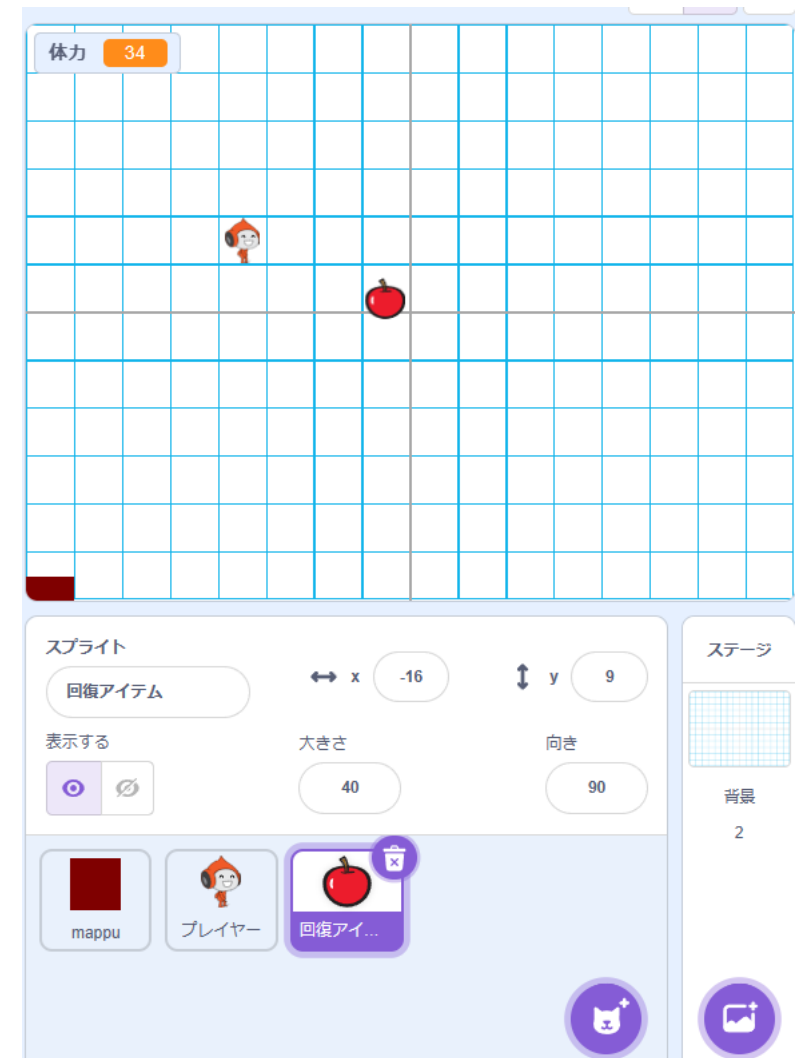 体力 34
スプライト
回復アイテム
x -16
y 9
ステージ
表示する
大きさ
向き
40
90
背景
2
mappu
プレイヤー
回復アイ...